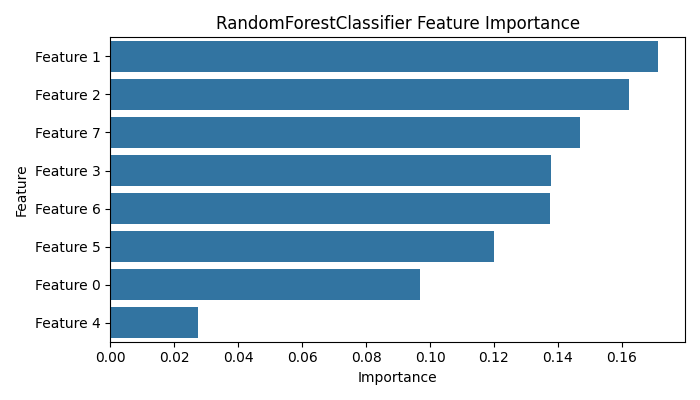 RandomForestClassifier Feature Importance
Feature 1
Feature 2
Feature 7
Feature 3
Feature 6
Feature 5
Feature 0
Feature 4
Feature
0.00 0.02 0.04 0.06 0.08 0.10 0.12 0.14 0.16
Importance